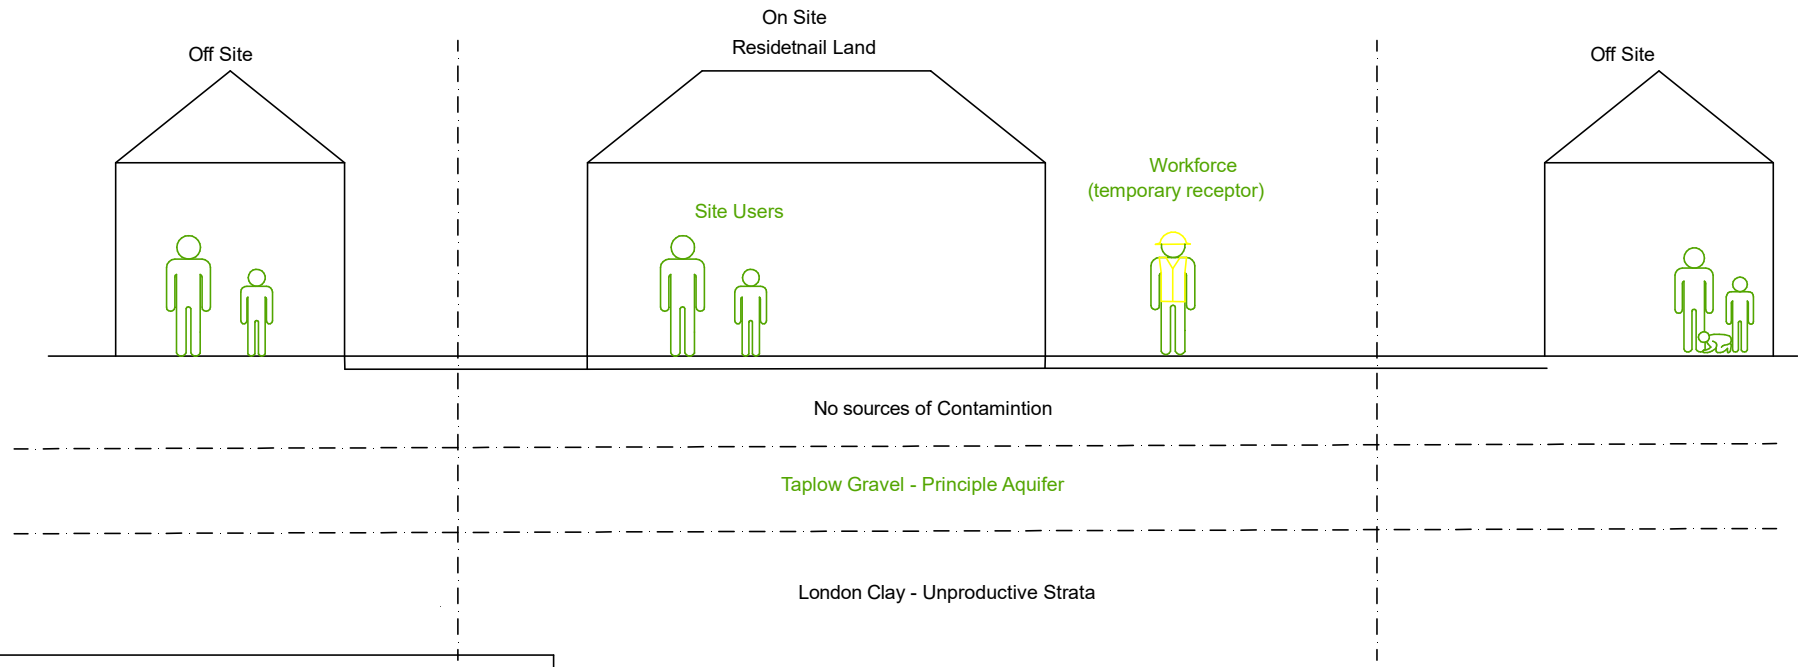 On Site
Residetnail Land
Off Site
Off Site
Workforce
(temporary receptor)
Site Users
No sources of Contamintion
Taplow Gravel - Principle Aquifer
London Clay - Unproductive Strata